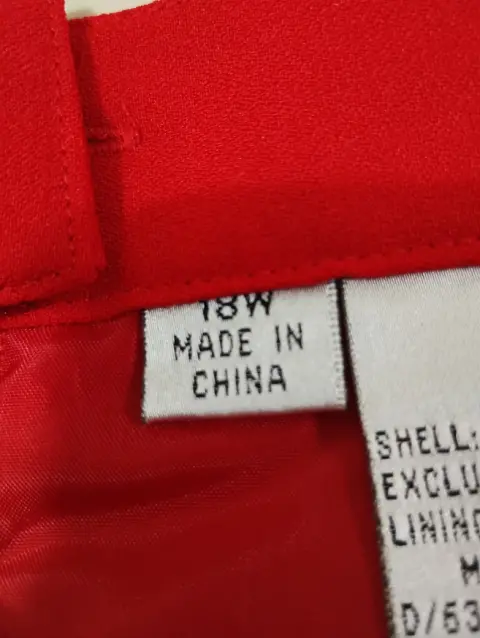 18W
MADE IN
CHINA
SHELL:
EXCLU
LINING
M
D/63